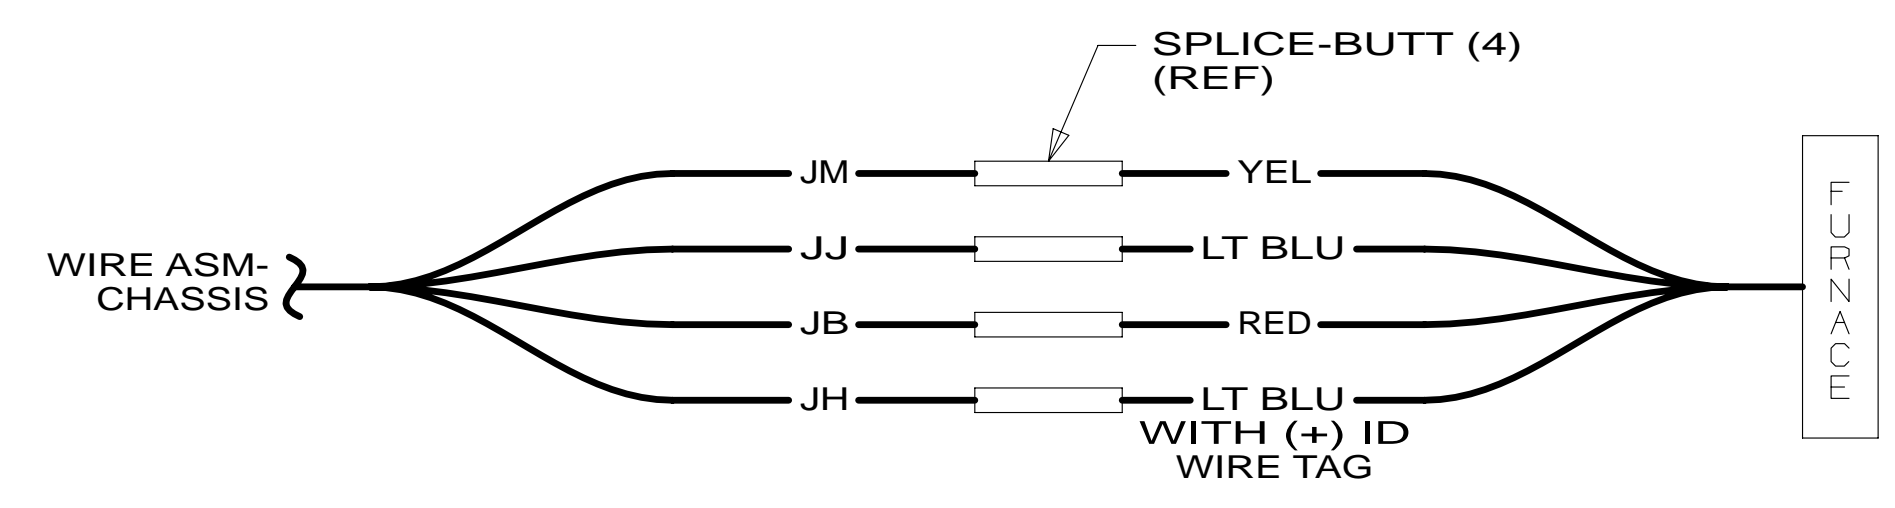 SPLICE-BUTT (4)
(REF)
JM
YEL
WIRE ASM-
CHASSIS
JJ
LT BLU
JB
RED
JH
LT BLU
WITH (+) ID
WIRE TAG
FURNACE